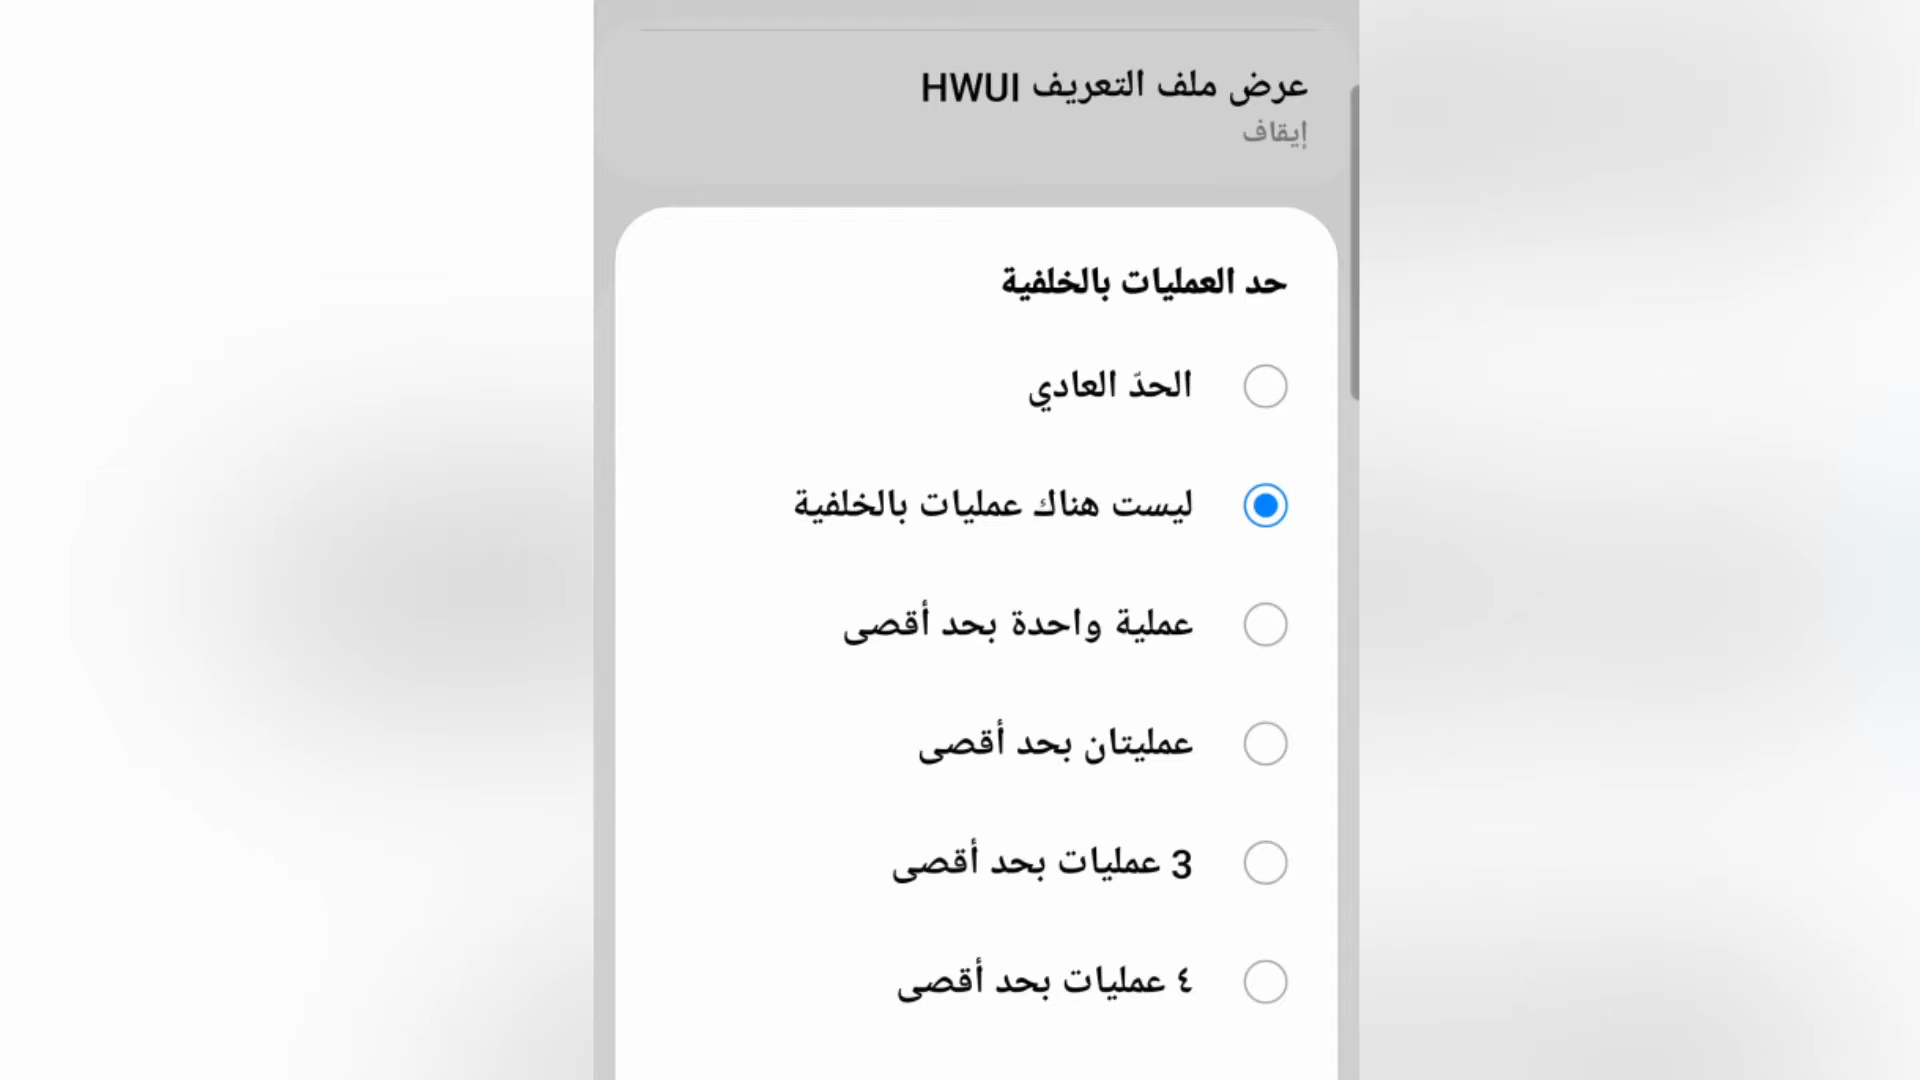 عرض ملف التعريف HWUI
إيقاف
حد العمليات بالخلفية
الحدّ العادي
ليست هناك عمليات بالخلفية
عملية واحدة بحد أقصى
عمليتان بحد أقصى
3 عمليات بحد أقصى
٤ عمليات بحد أقصى